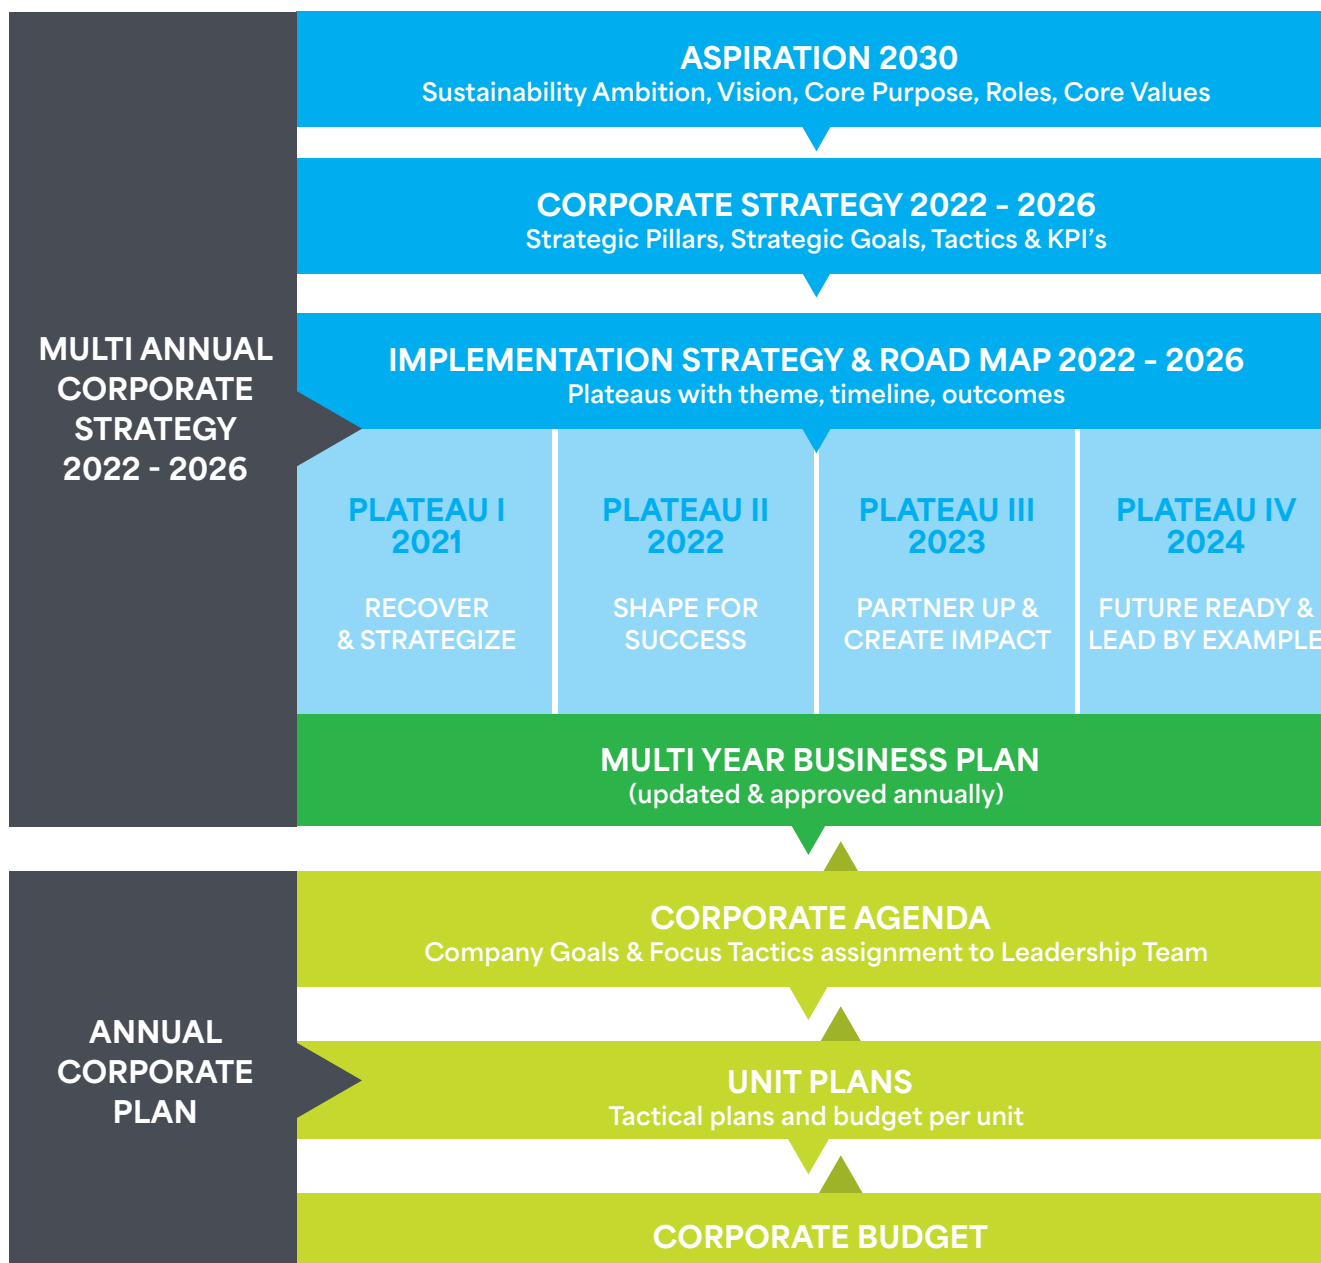 MULTI ANNUAL
CORPORATE
STRATEGY
2022 - 2026
ASPIRATION 2030
Sustainability Ambition, Vision, Core Purpose, Roles, Core Values
CORPORATE STRATEGY 2022 – 2026
Strategic Pillars, Strategic Goals, Tactics & KPI’s
IMPLEMENTATION STRATEGY & ROAD MAP 2022 – 2026
Plateaus with theme, timeline, outcomes
PLATEAU I
2021
RECOVER
& STRATEGIZE
PLATEAU II
2022
SHAPE FOR
SUCCESS
PLATEAU III
2023
PARTNER UP &
CREATE IMPACT
PLATEAU IV
2024
FUTURE READY &
LEAD BY EXAMPLE
MULTI YEAR BUSINESS PLAN
(updated & approved annually)
ANNUAL
CORPORATE
PLAN
CORPORATE AGENDA
Company Goals & Focus Tactics assignment to Leadership Team
UNIT PLANS
Tactical plans and budget per unit
CORPORATE BUDGET